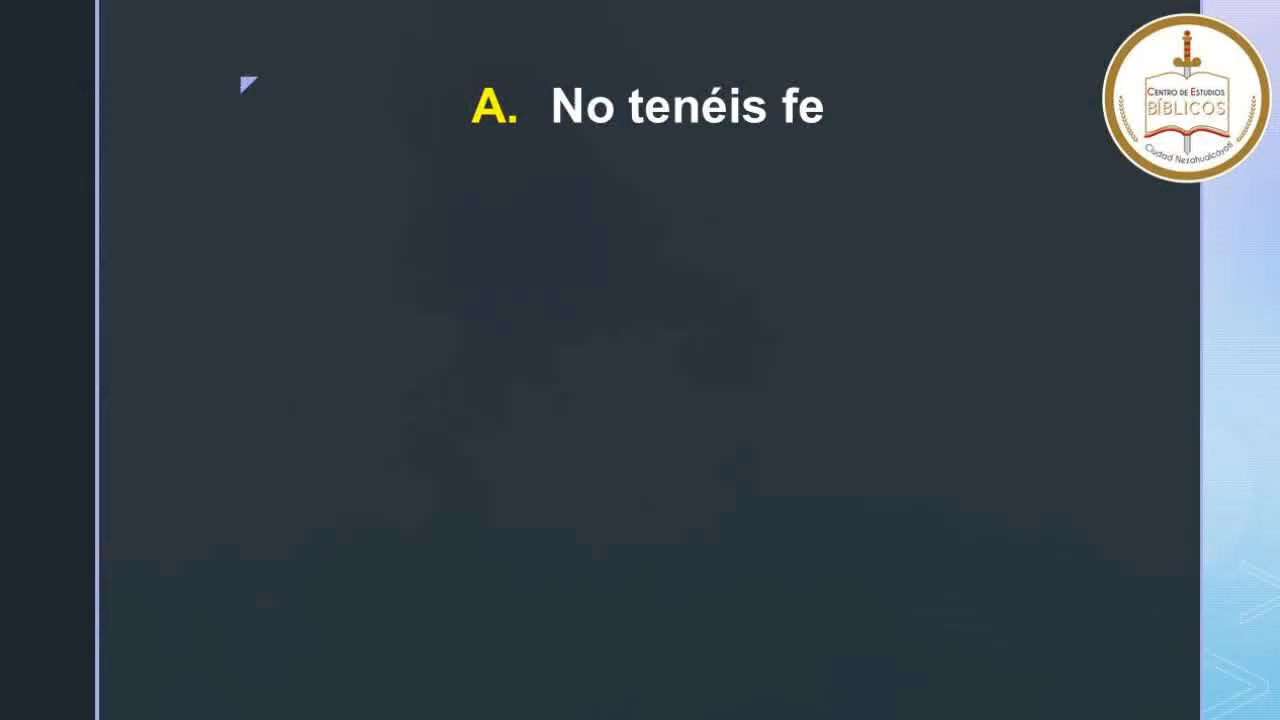 A. No tenéis fe
CENTRO DE ESTUDIOS
BÍBLICOS
Ciudad Nezahualcóyotl